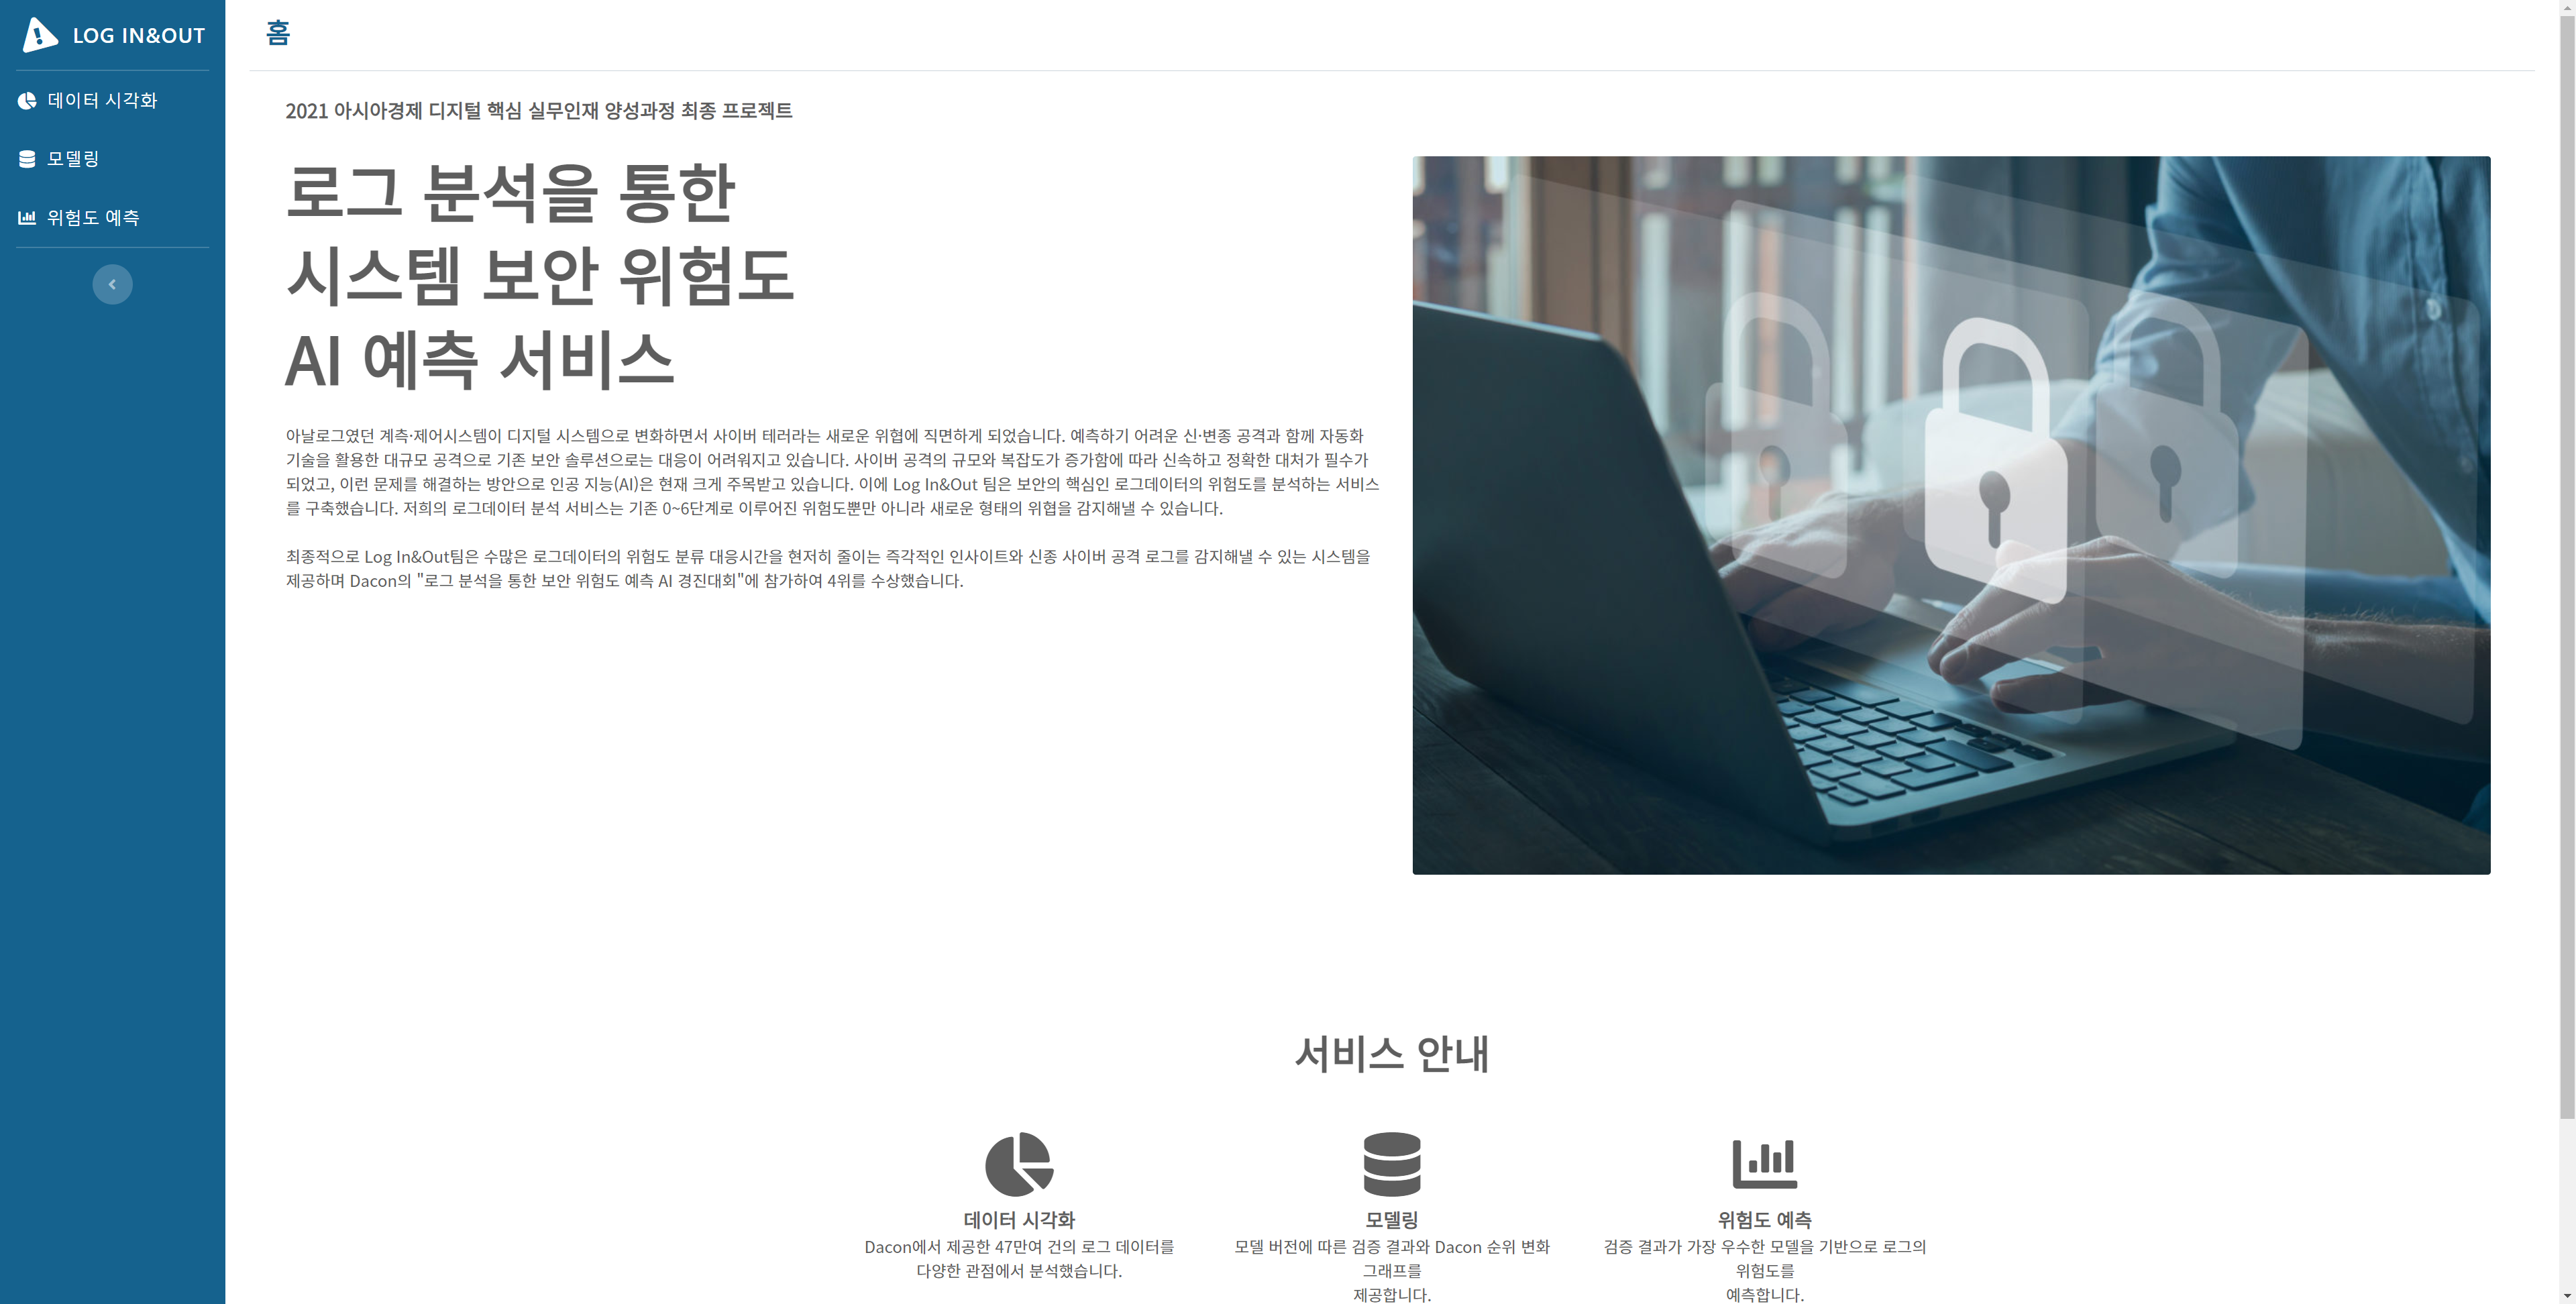 LOG IN&OUT
데이터 시각화
모델링
위험도 예측
홈
2021 아시아경제 디지털 핵심 실무인재 양성과정 최종 프로젝트
로그 분석을 통한
시스템 보안 위험도
AI 예측 서비스
아날로그였던 계측·제어시스템이 디지털 시스템으로 변화하면서 사이버 테러라는 새로운 위협에 직면하게 되었습니다. 예측하기 어려운 신·변종 공격과 함께 자동화
기술을 활용한 대규모 공격으로 기존 보안 솔루션으로는 대응이 어려워지고 있습니다. 사이버 공격의 규모와 복잡도가 증가함에 따라 신속하고 정확한 대처가 필수가
되었고, 이런 문제를 해결하는 방안으로 인공 지능(AI)은 현재 크게 주목받고 있습니다. 이에 Log In&Out 팀은 보안의 핵심인 로그데이터의 위험도를 분석하는 서비스
를 구축했습니다. 저희의 로그데이터 분석 서비스는 기존 0~6단계로 이루어진 위험도뿐만 아니라 새로운 형태의 위협을 감지해낼 수 있습니다.
최종적으로 Log In&Out팀은 수많은 로그데이터의 위험도 분류 대응시간을 현저히 줄이는 즉각적인 인사이트와 신종 사이버 공격 로그를 감지해낼 수 있는 시스템을
제공하며 Dacon의 "로그 분석을 통한 보안 위험도 예측 AI 경진대회"에 참가하여 4위를 수상했습니다.
서비스 안내
데이터 시각화
Dacon에서 제공한 47만여 건의 로그 데이터를
다양한 관점에서 분석했습니다.
모델링
모델 버전에 따른 검증 결과와 Dacon 순위 변화
그래프를
제공합니다.
위험도 예측
검증 결과가 가장 우수한 모델을 기반으로 로그의
위험도를
예측합니다.